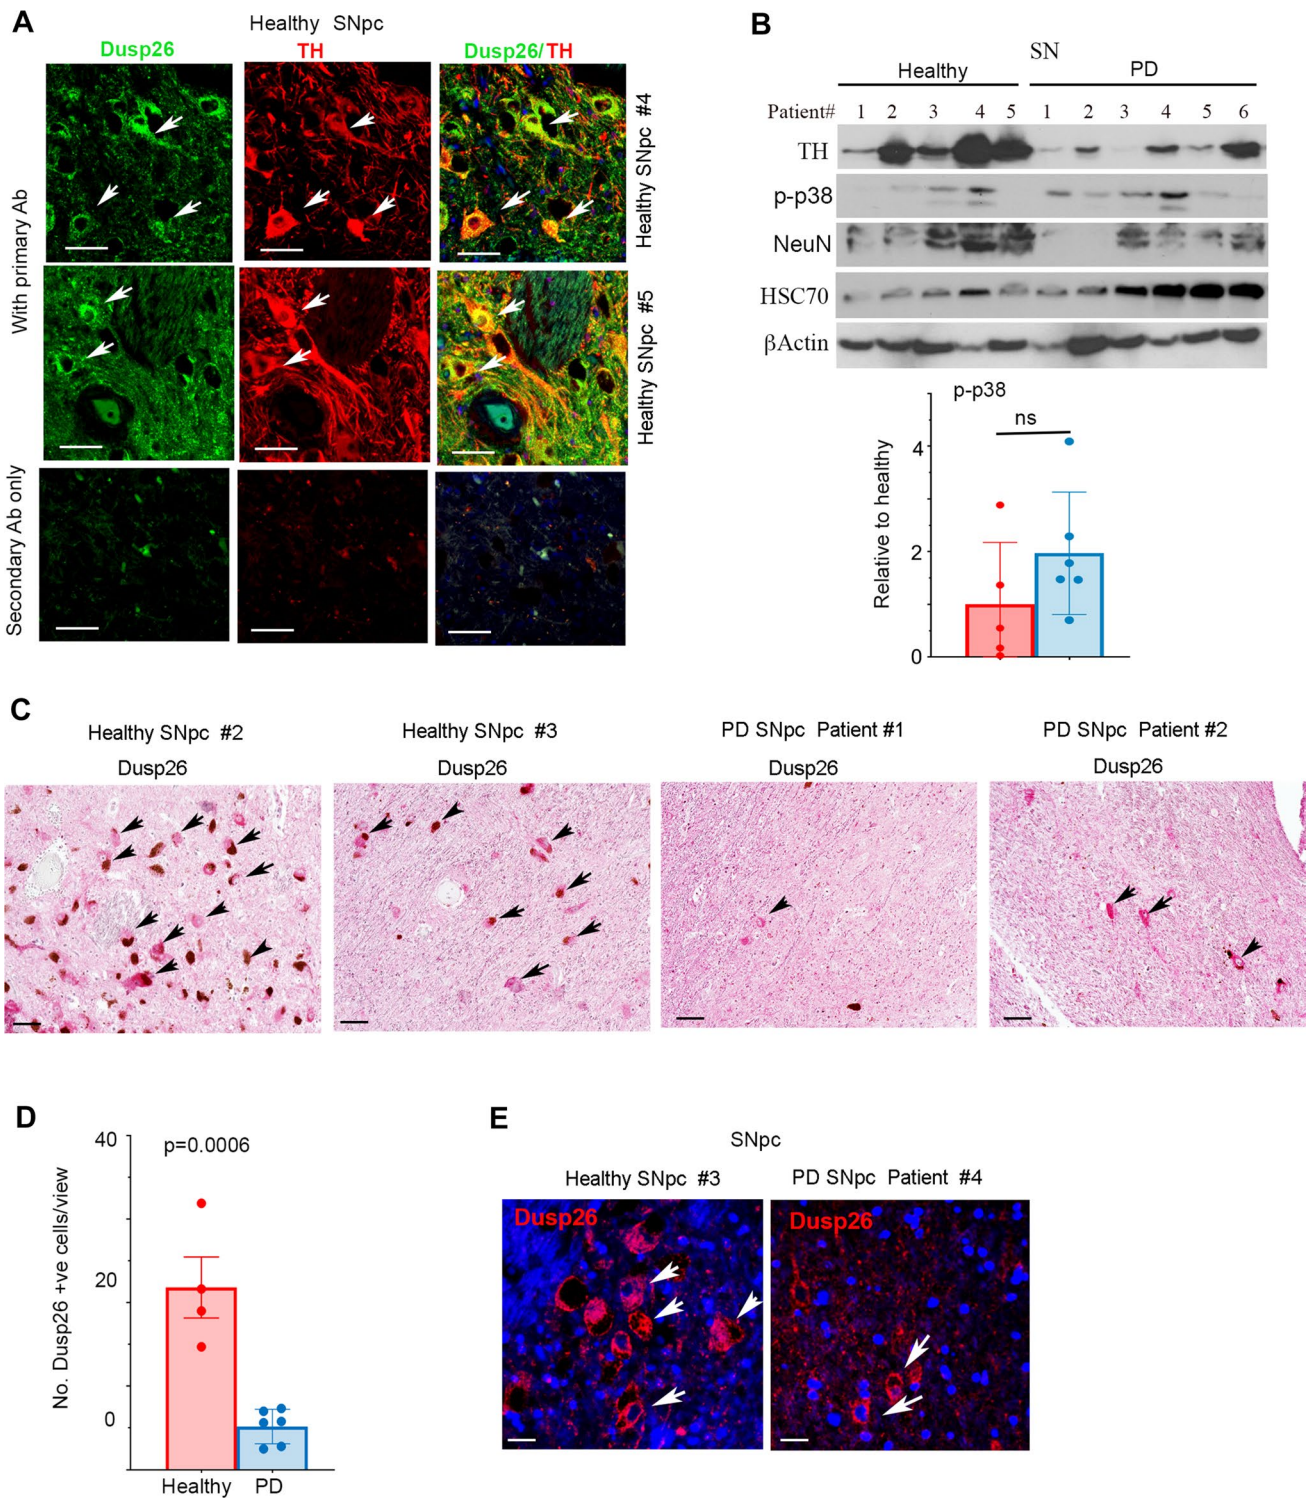 A
Healthy SNpc
Dusp26
TH
Dusp26/TH
With primary Ab
Secondary Ab only
Healthy SNpc #4
Healthy SNpc #5
B
SN
Healthy
PD
Patient# 1 2 3 4 5 1 2 3 4 5 6
TH
p-p38
NeuN
HSC70
βActin
p-p38
ns
Relative to healthy
4
2
0
C
Healthy SNpc #2
Healthy SNpc #3
PD SNpc Patient #1
PD SNpc Patient #2
Dusp26
Dusp26
Dusp26
Dusp26
D
p=0.0006
No. Dusp26 +ve cells/view
40
20
0
Healthy
PD
E
SNpc
Healthy SNpc #3
PD SNpc Patient #4
Dusp26
Dusp26